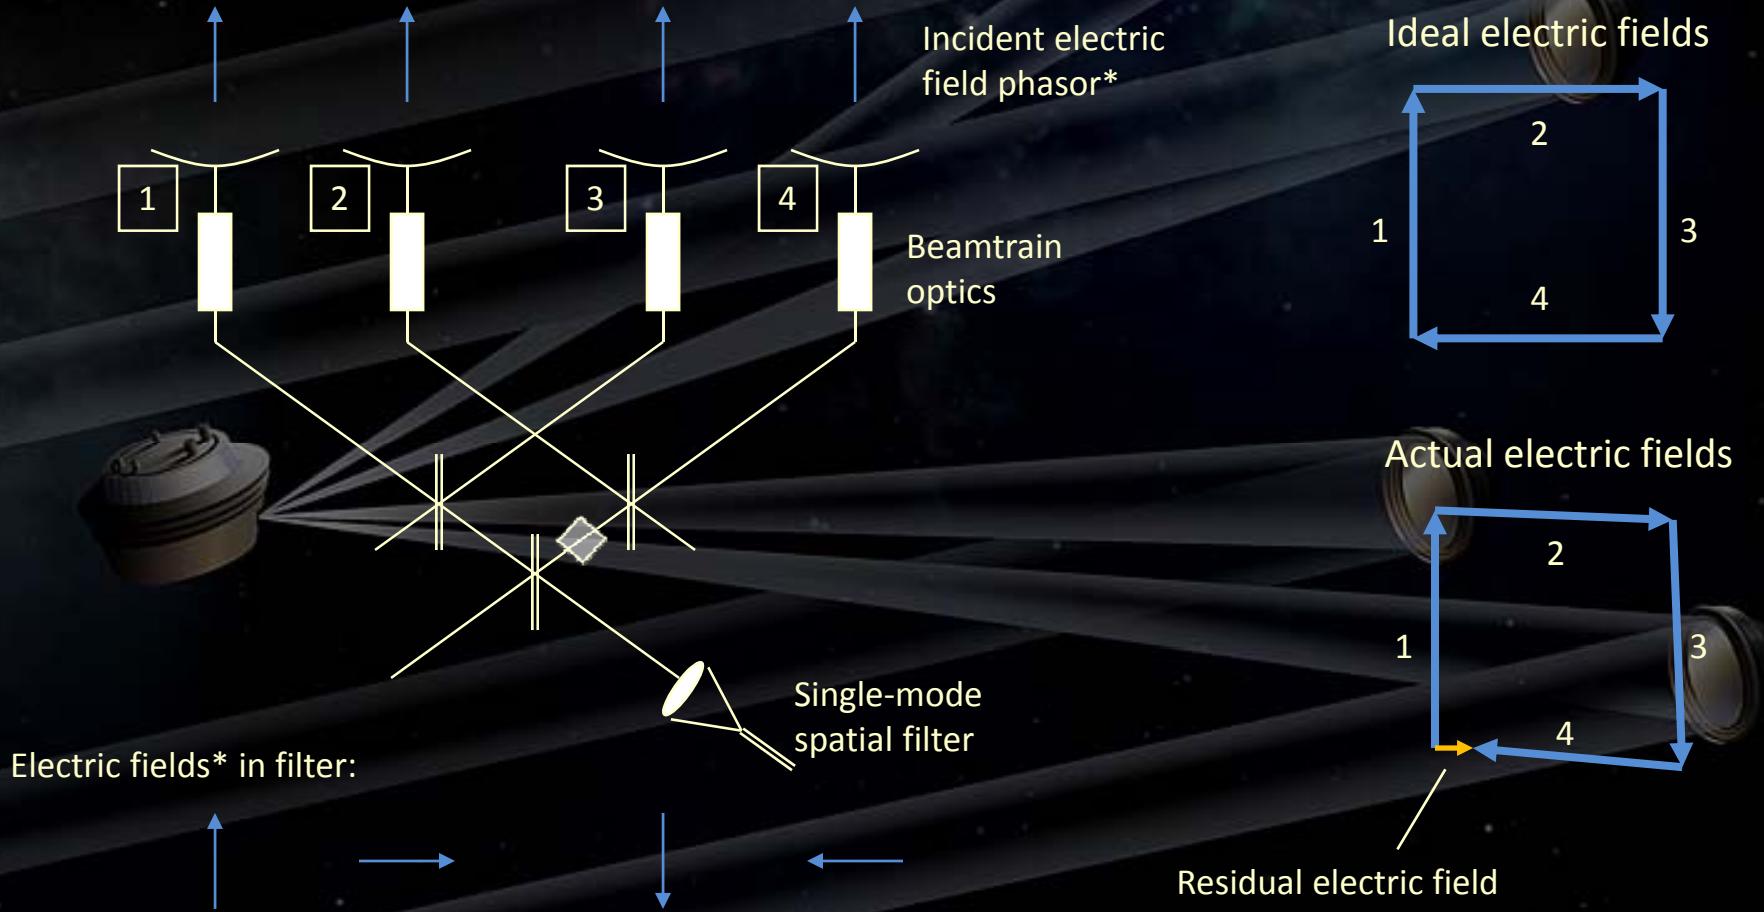 Incident electric
field phasor*
Ideal electric fields
1
2
3
4
Beamtrain
optics
2
1
3
4
Actual electric fields
2
1
3
4
Single-mode
spatial filter
Electric fields* in filter:
Residual electric field